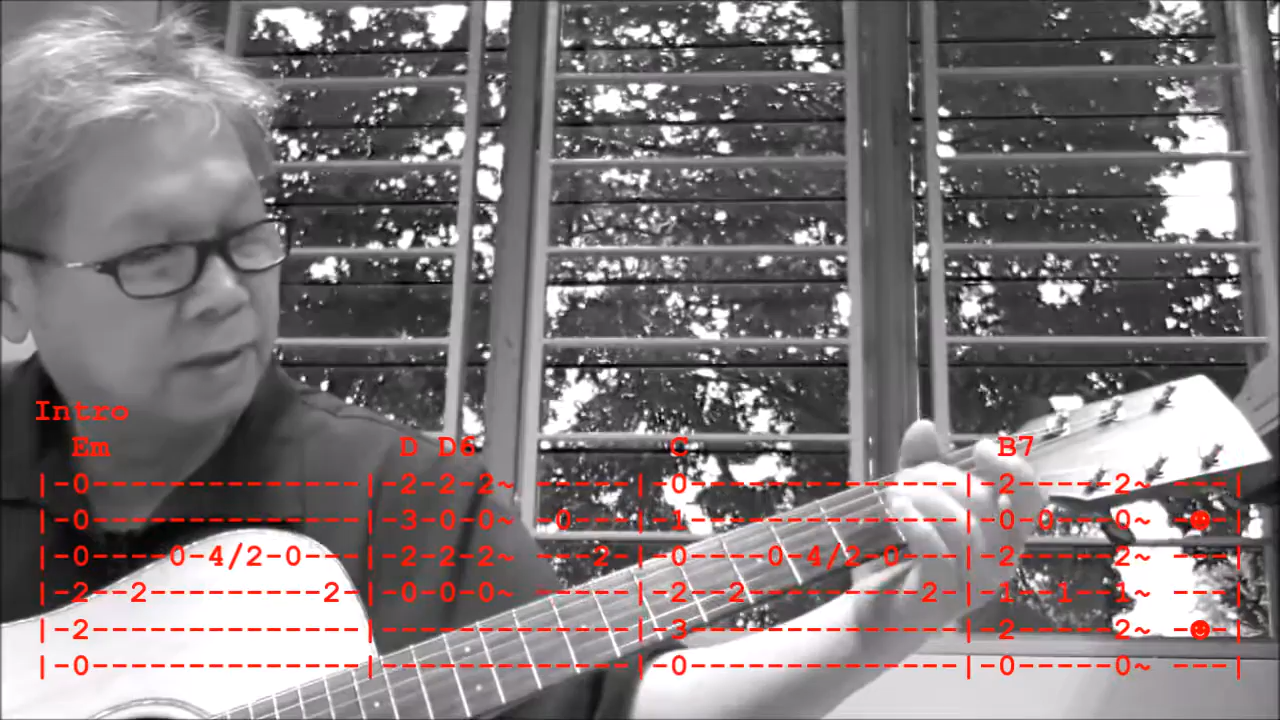 Intro
Em D D6 C B7
|-0---------------|-2-2-2~ -----|-0---------------|-2-----2~ ---|
|-0---------------|-3-0-0~ -0---|-1---------------|-0-0---0~ -☻-|
|-0----0-4/2-0----|-2-2-2~ ---2-|-0----0-4/2-0----|-2-----2~ ---|
|-2--2----------2-|-0-0-0~ -----|-2--2----------2-|-1--1--1~ ---|
|-2---------------|-------------|-3---------------|-2-----2~ -☻-|
|-0---------------|-------------|-0---------------|-0-----0~ ---|